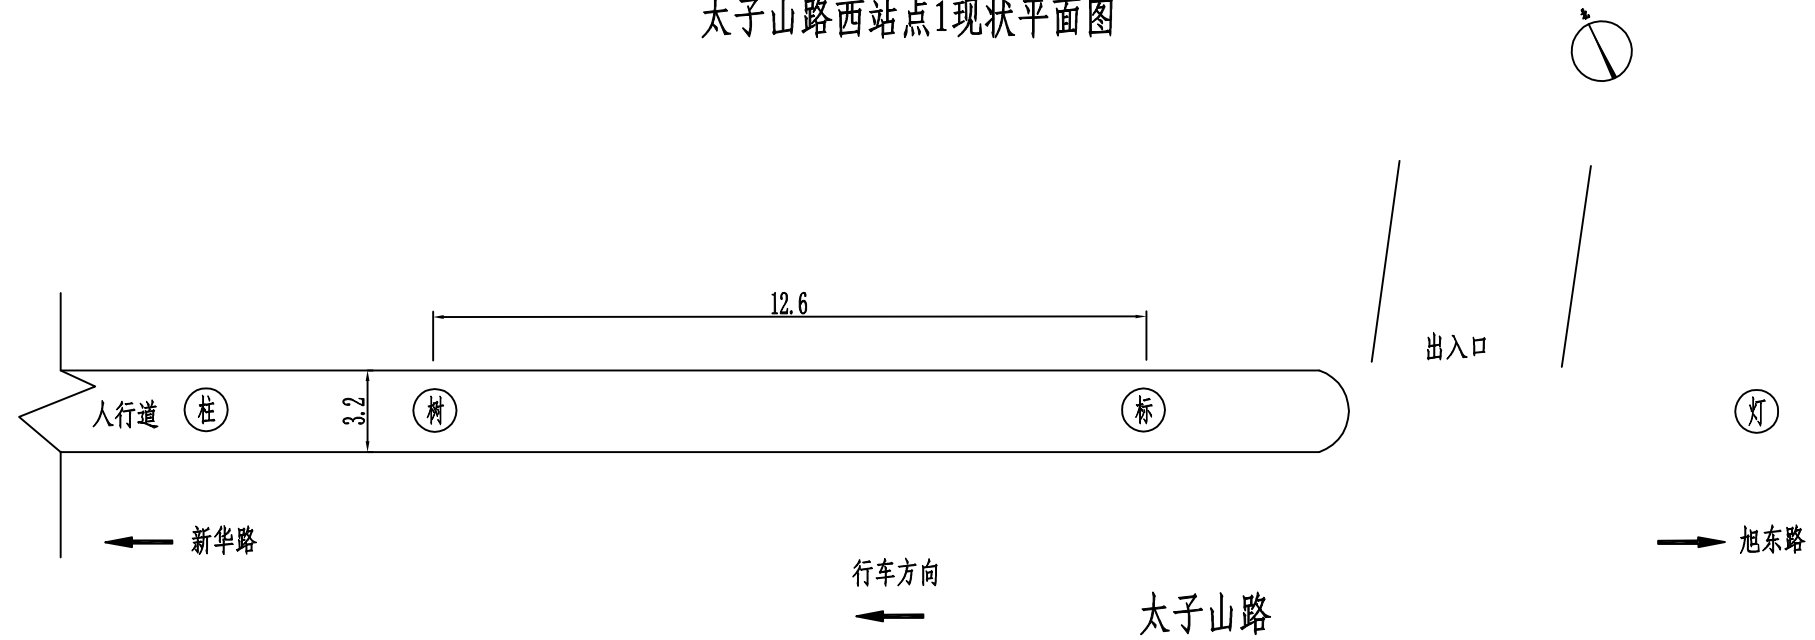 太子山路西站点1现状平面图
北
12.6
出入口
人行道
柱
3.2
树
标
灯
新华路
旭东路
行车方向
太子山路